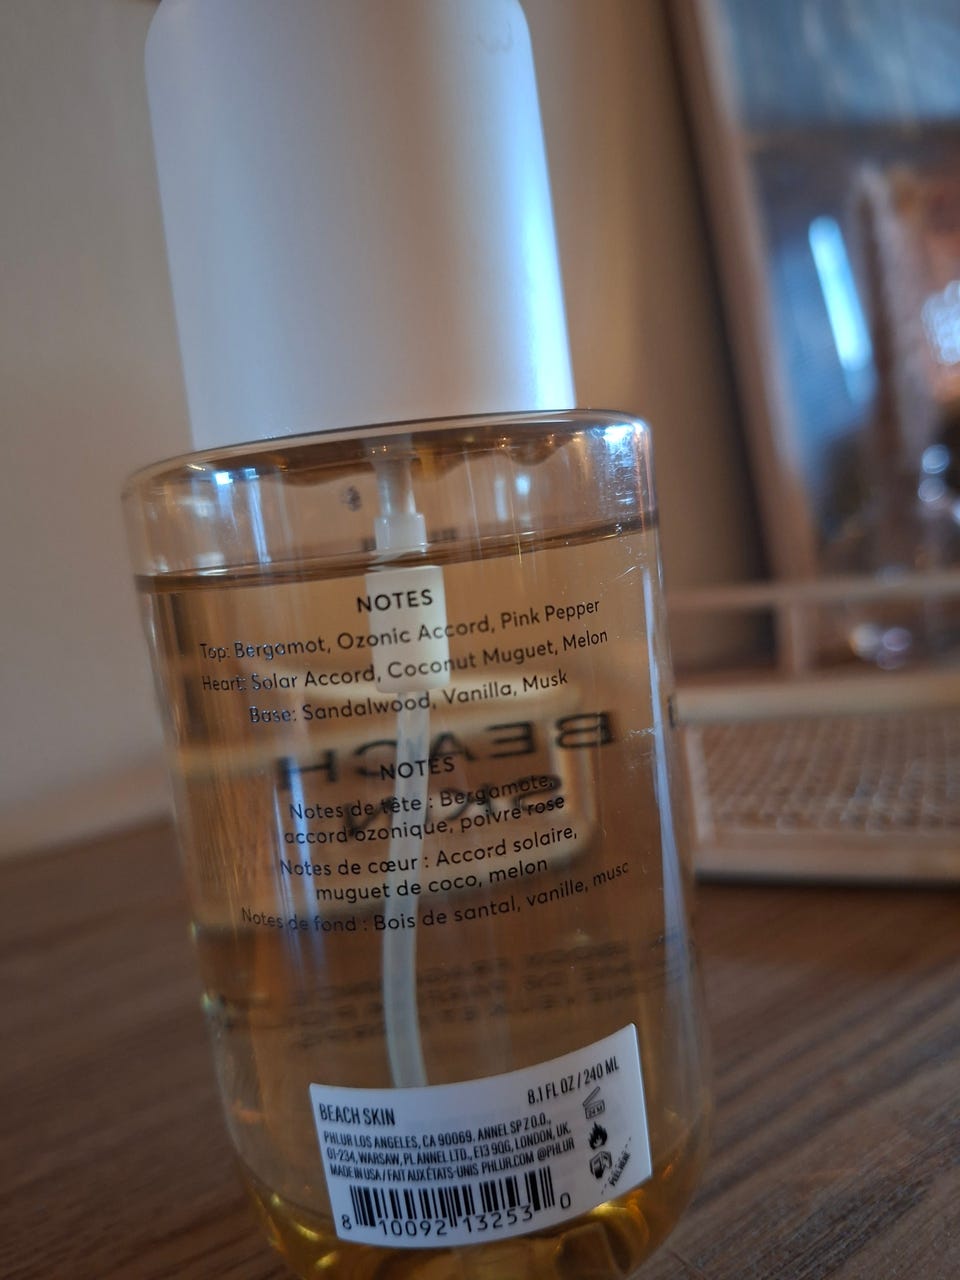 NOTES
Top: Bergamot, Ozonic Accord, Pink Pepper
Heart: Solar Accord, Coconut Muguet, Melon
Base: Sandalwood, Vanilla, Musk
BEACH
SKIN
NOTES
Notes de tête : Bergamote,
accord ozonique, poivre rose
Notes de cœur : Accord solaire,
muguet de coco, melon
Notes de fond : Bois de santal, vanille, musc
BEACH SKIN
8.1 FL OZ / 240 ML
PHLUR LOS ANGELES, CA 90069. ANNEL SP Z O.O.,
01-234, WARSAW, PL ANNEL LTD., E13 9QG, LONDON, UK.
MADE IN USA / FAIT AUX ÉTATS-UNIS PHLUR.COM @PHLUR
24 M
8 10092 13253 0